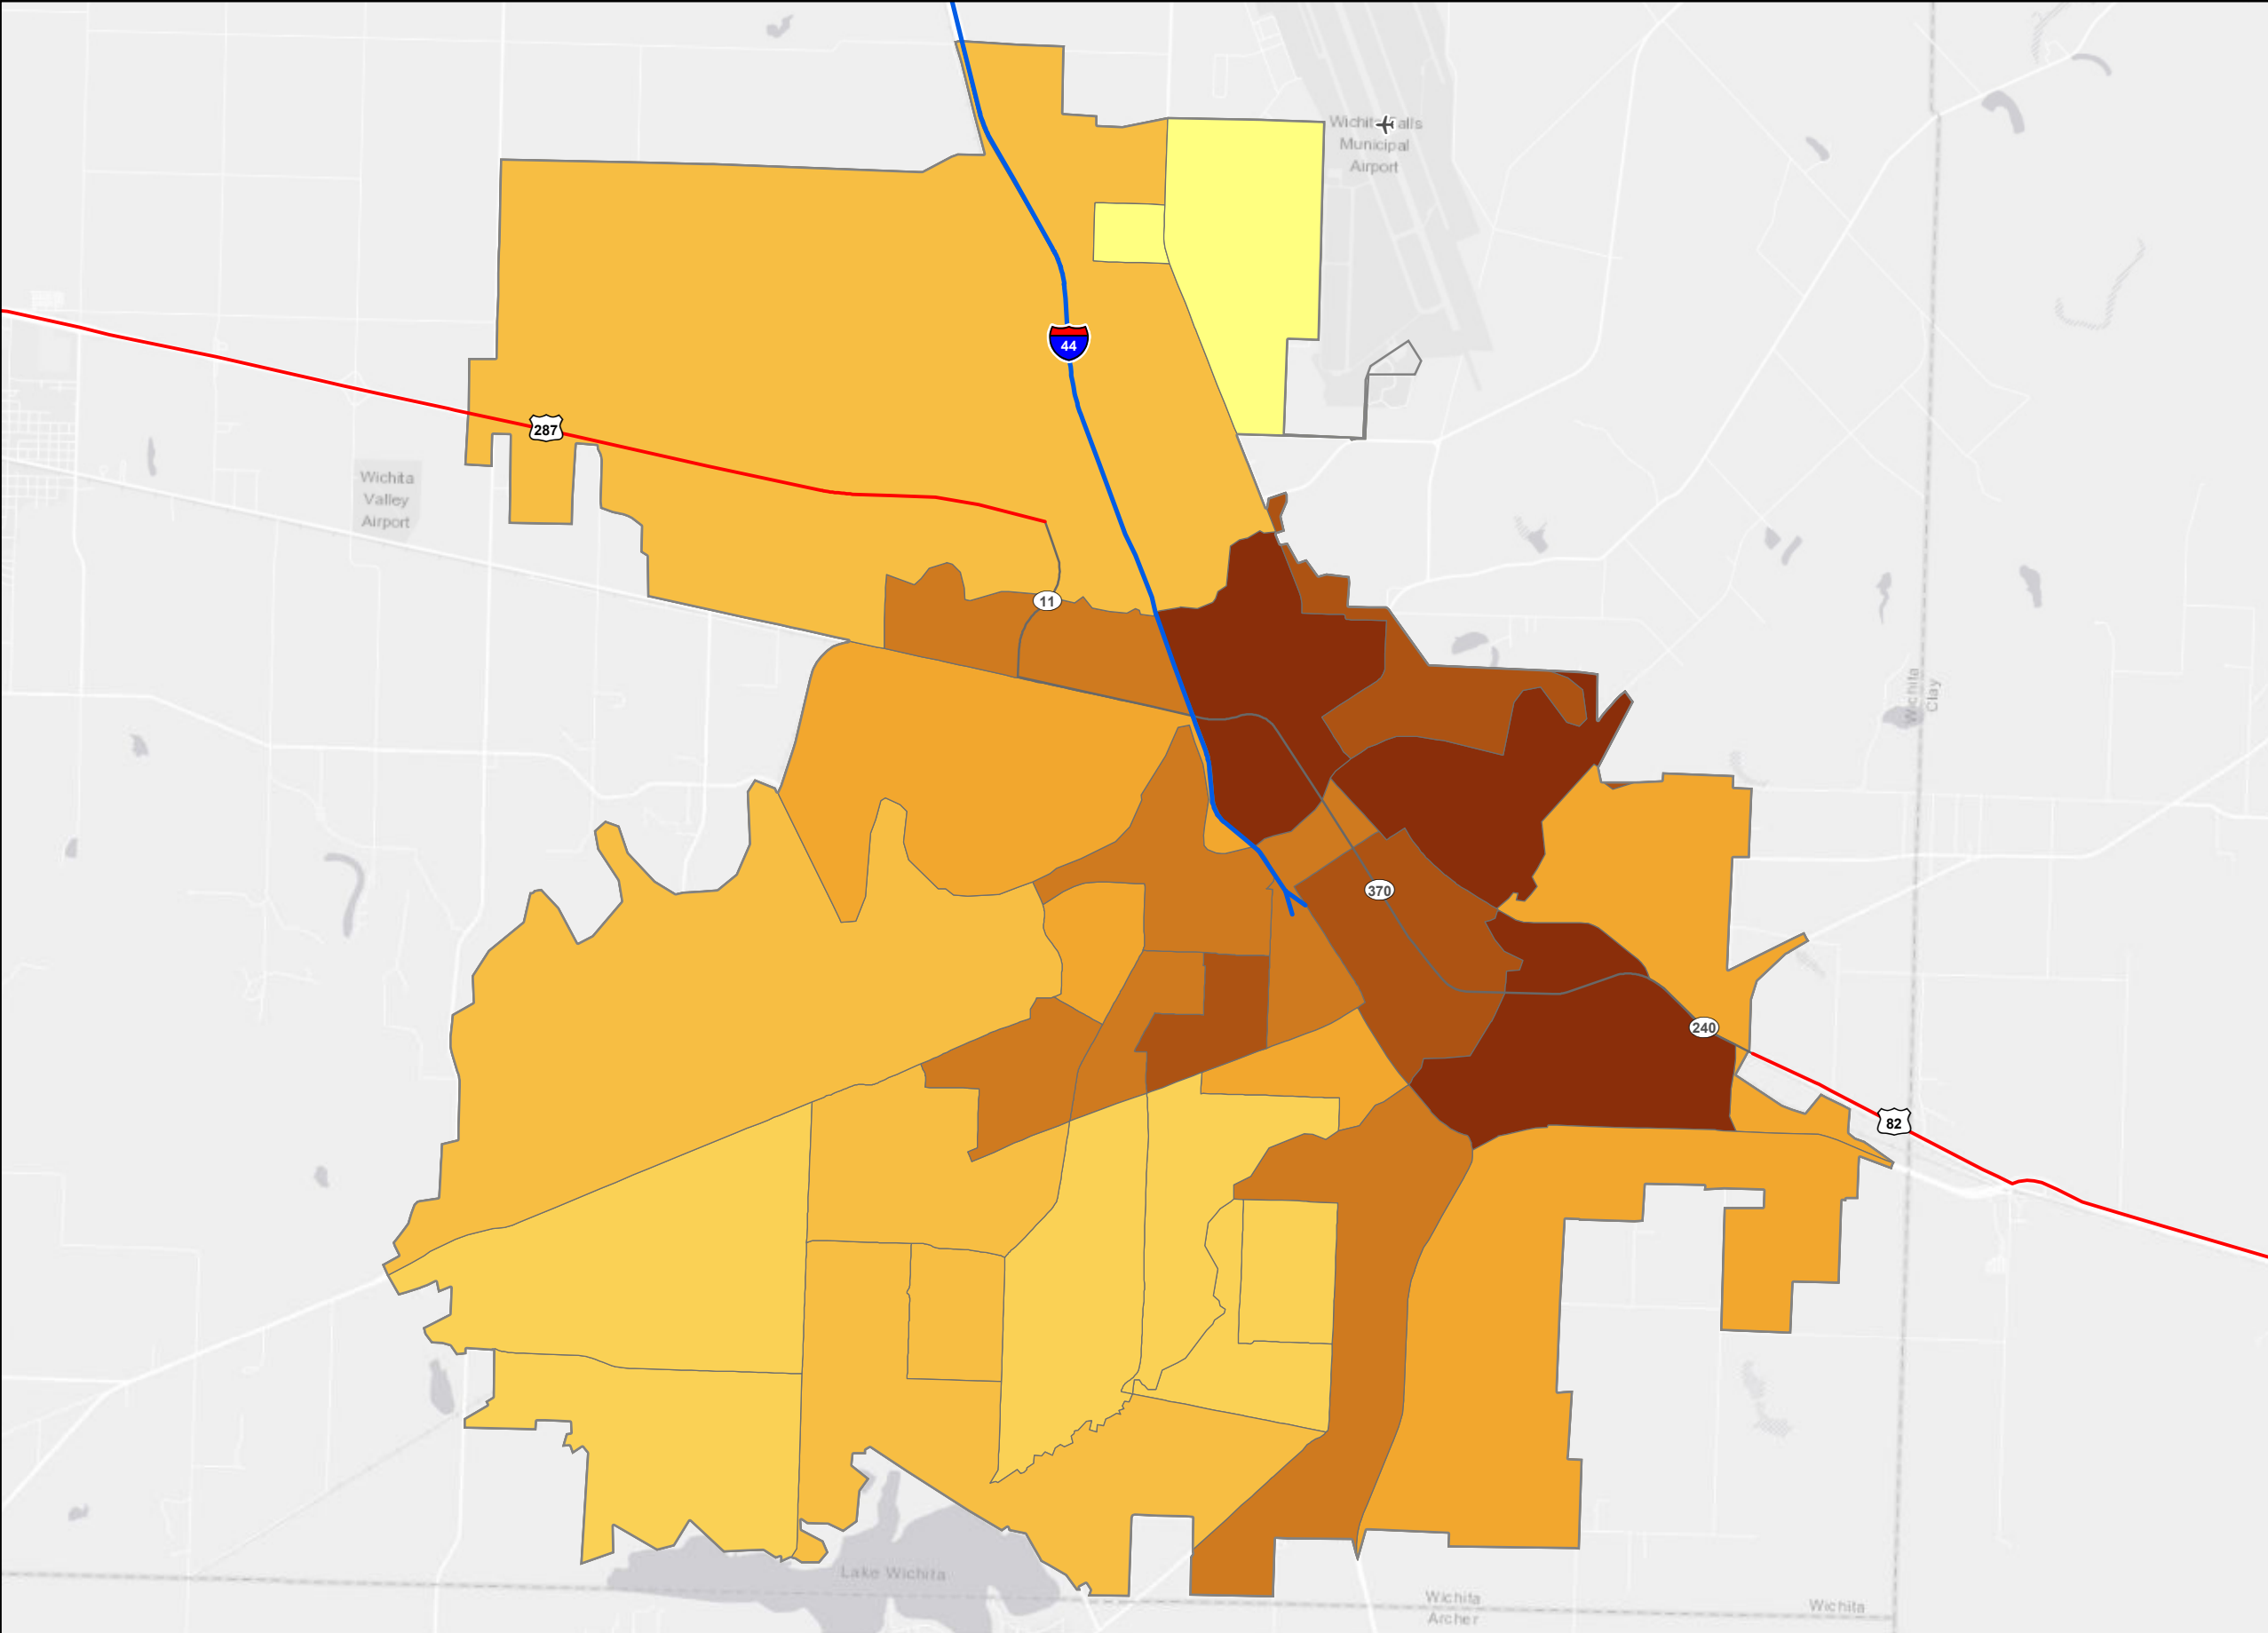 Wichita Falls
Municipal
Airport
44
287
Wichita
Valley
Airport
11
Wichita
Clay
370
240
82
Lake Wichita
Wichita
Archer
Wichita